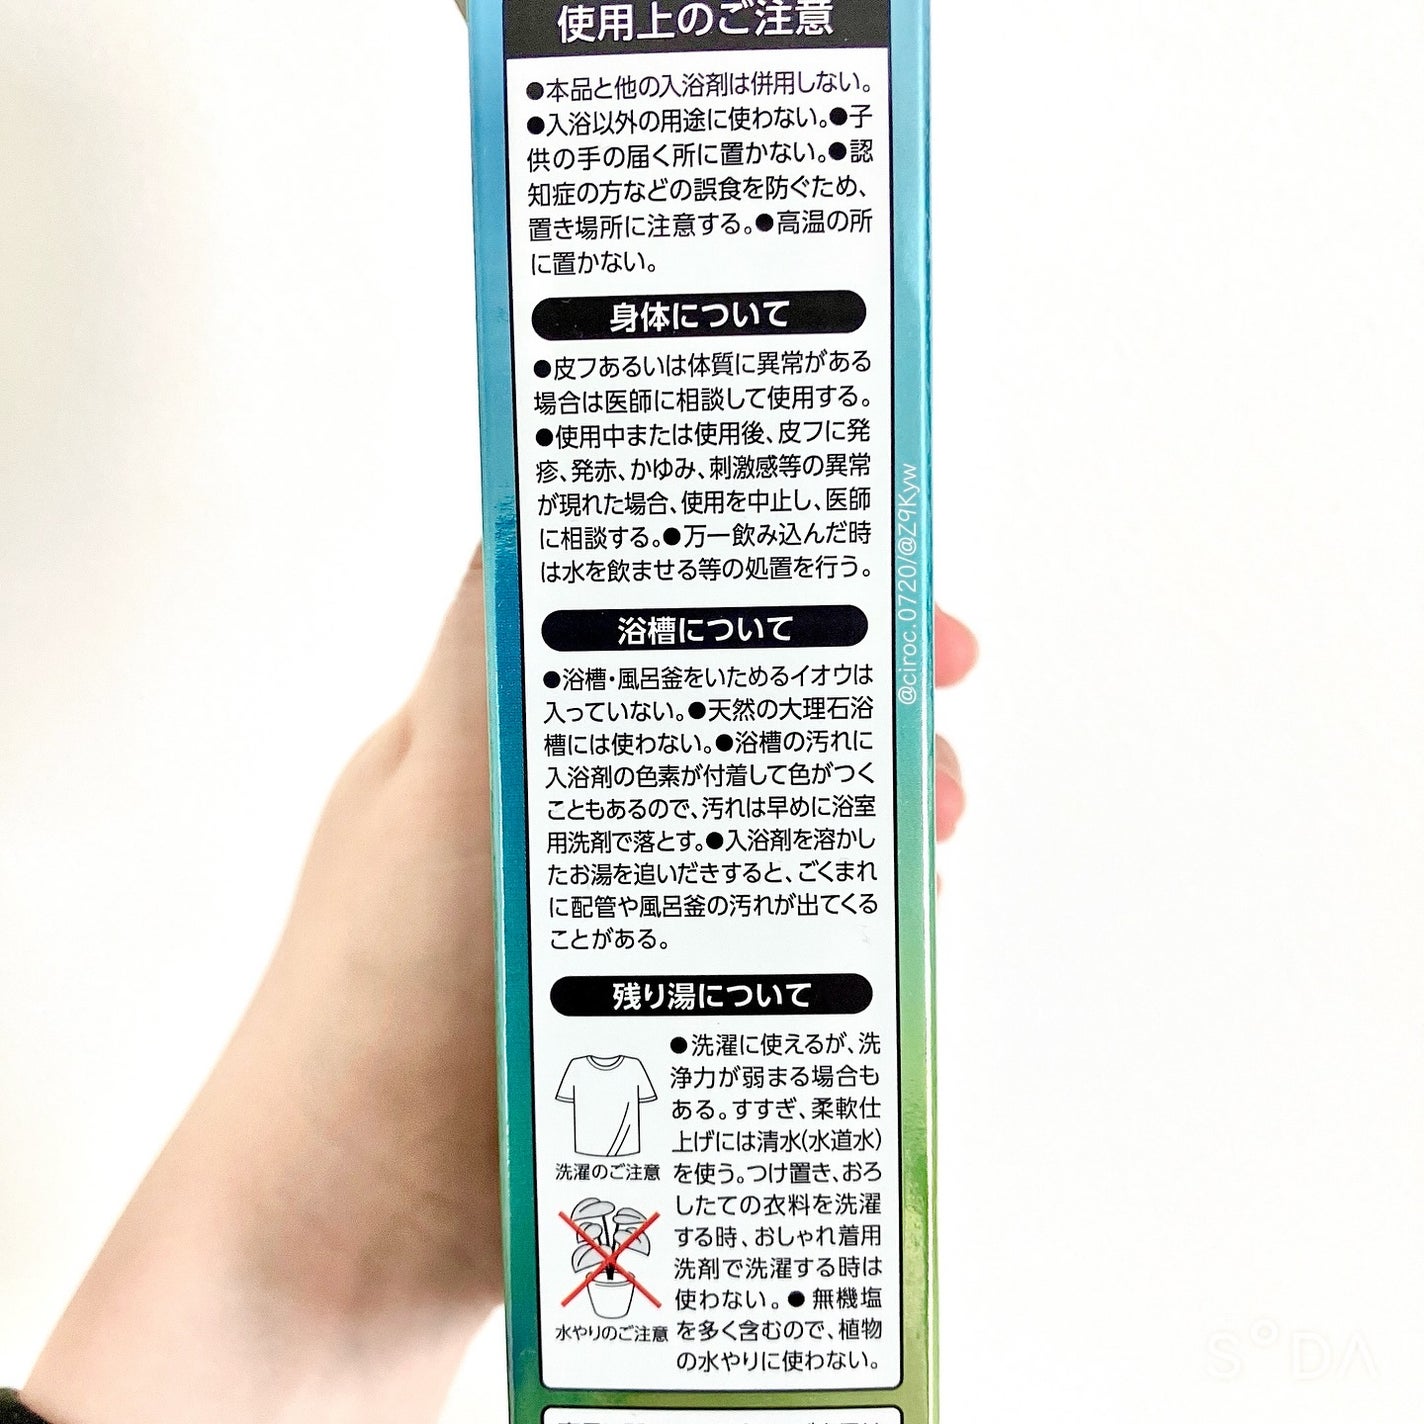 使用上のご注意
●本品と他の入浴剤は併用しない。
●入浴以外の用途に使わない。●子
供の手の届く所に置かない。●認
知症の方などの誤食を防ぐため、
置き場所に注意する。●高温の所
に置かない。
身体について
●皮フあるいは体質に異常がある
場合は医師に相談して使用する。
●使用中または使用後、皮フに発
疹、発赤、かゆみ、刺激感等の異常
が現れた場合、使用を中止し、医師
に相談する。●万一飲み込んだ時
は水を飲ませる等の処置を行う。
浴槽について
●浴槽・風呂釜をいためるイオウは
入っていない。●天然の大理石浴
槽には使わない。●浴槽の汚れに
入浴剤の色素が付着して色がつく
こともあるので、汚れは早めに浴室
用洗剤で落とす。●入浴剤を溶かし
たお湯を追いだきすると、ごくまれ
に配管や風呂釜の汚れが出てくる
ことがある。
残り湯について
●洗濯に使えるが、洗
浄力が弱まる場合も
ある。すすぎ、柔軟仕
上げには清水(水道水)
を使う。つけ置き、おろ
したての衣料を洗濯
する時、おしゃれ着用
洗剤で洗濯する時は
使わない。●無機塩
を多く含むので、植物
の水やりに使わない。
洗濯のご注意
水やりのご注意
@ciroc.0720/@Z9Kyw
SODA